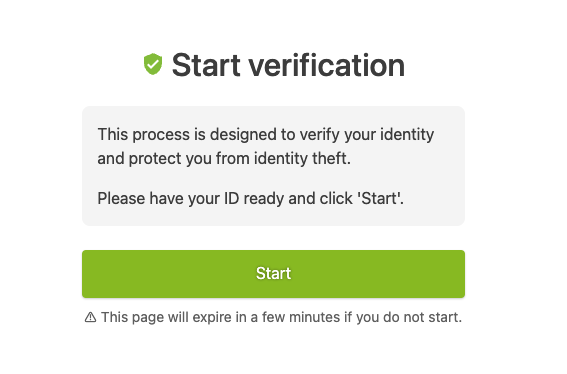 Start verification
This process is designed to verify your identity
and protect you from identity theft.
Please have your ID ready and click 'Start'.
Start
This page will expire in a few minutes if you do not start.